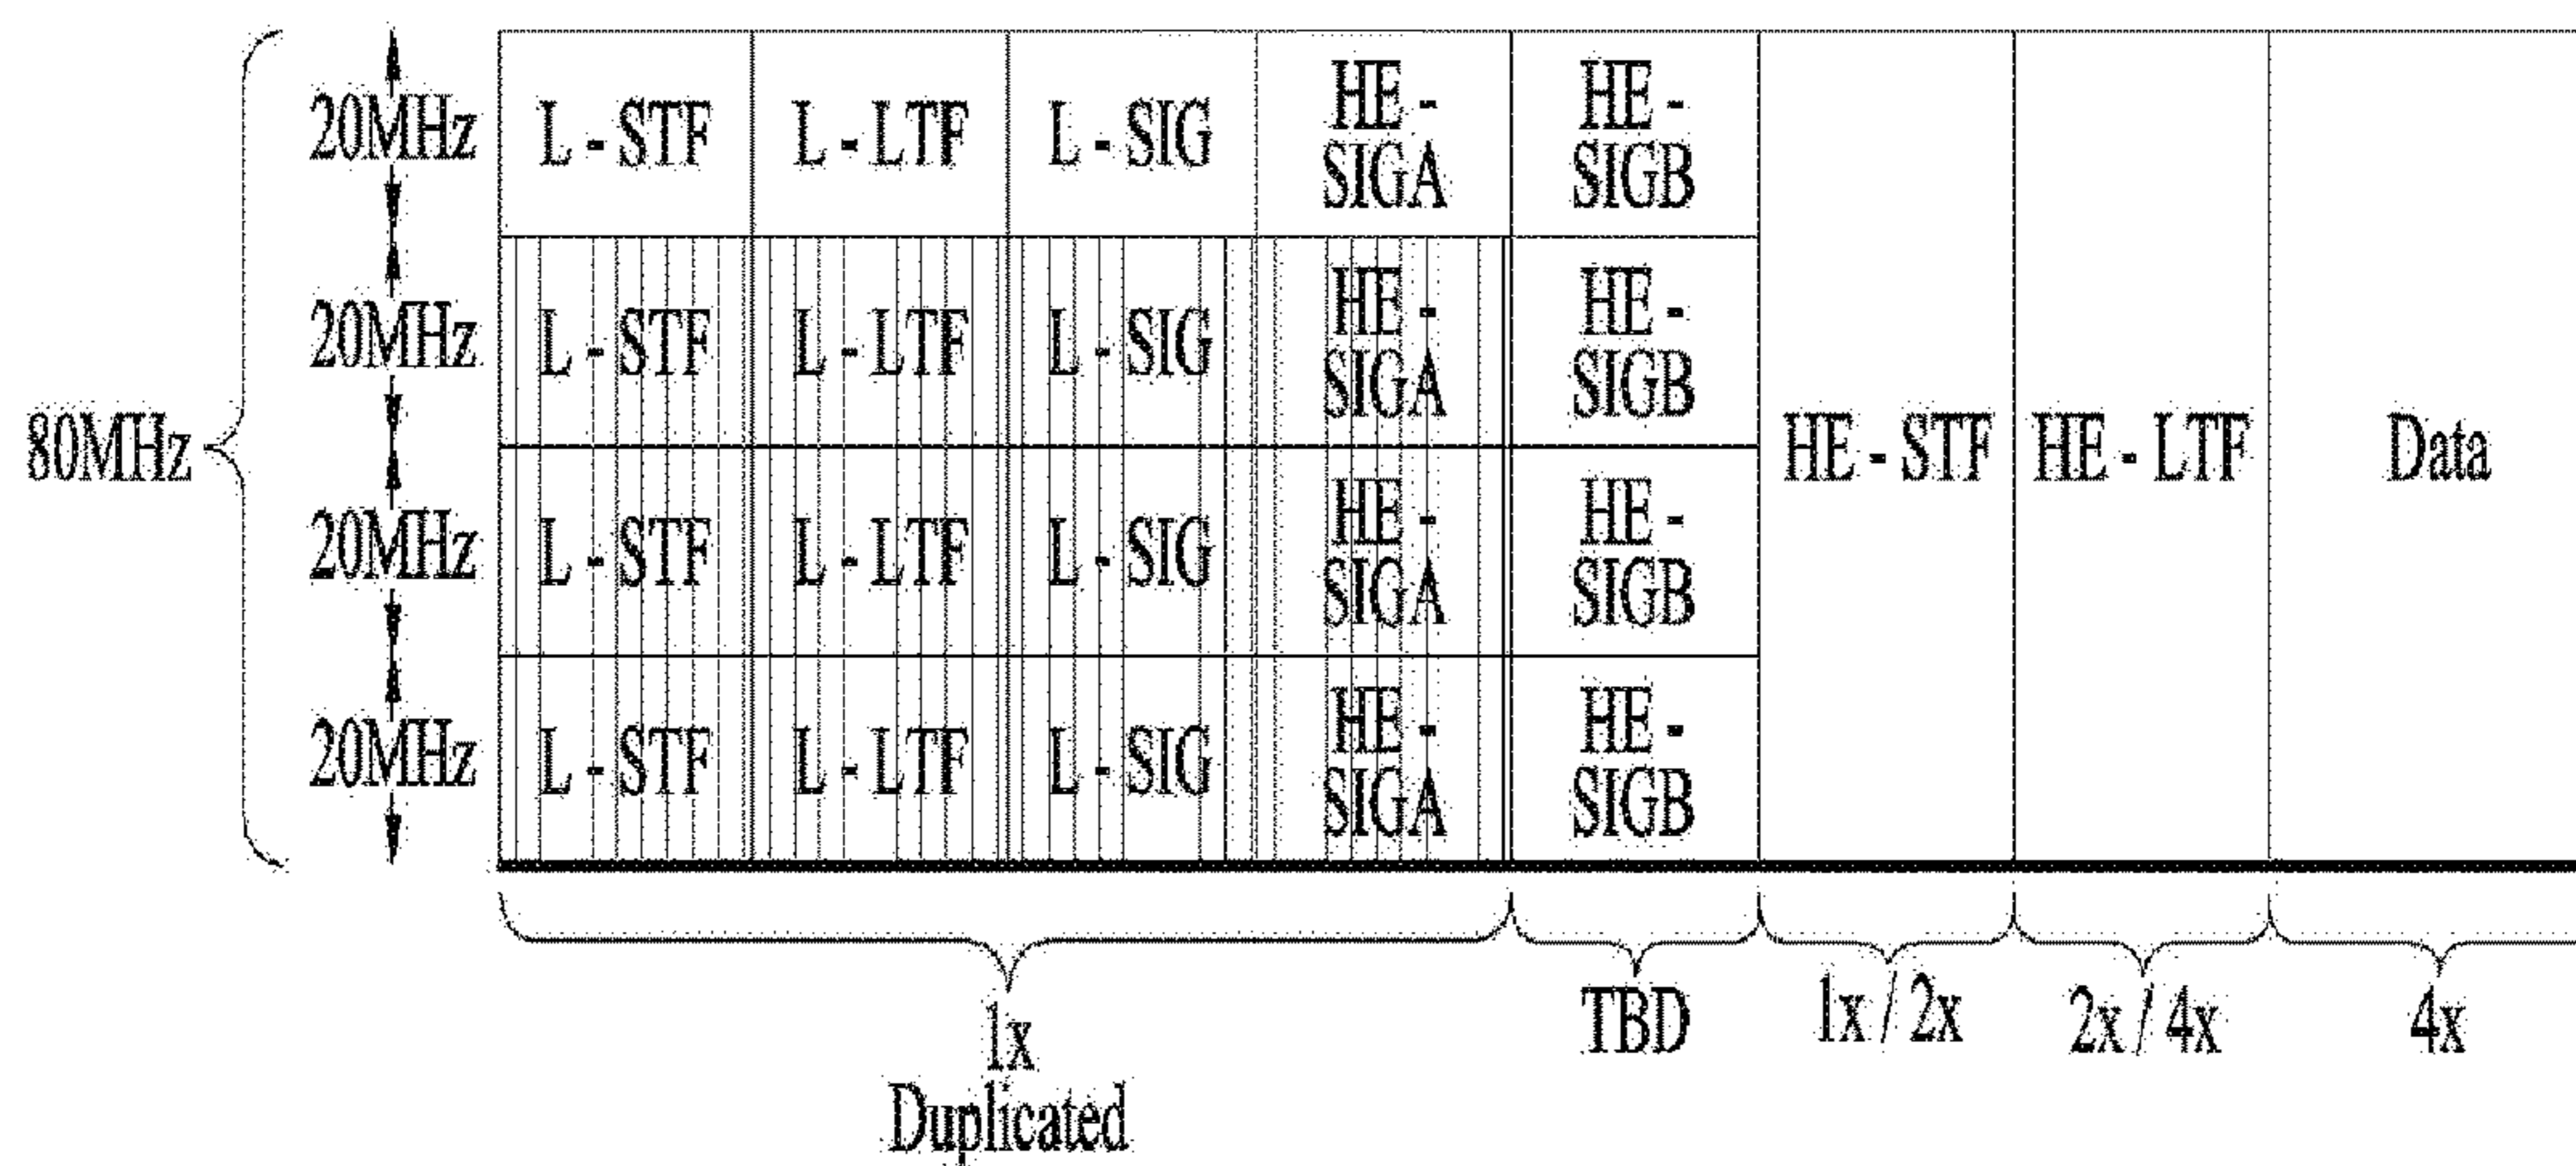 20MHz L - STF L - LTF L - SIG HE - HE -
SIGA SIGB
20MHz L - STF L - LTF L - SIG HE - HE -
SIGA SIGB
80MHz HE - STF HE - LTF Data
20MHz L - STF L - LTF L - SIG HE - HE -
SIGA SIGB
20MHz L - STF L - LTF L - SIG HE - HE -
SIGA SIGB
1x TBD 1x / 2x 2x / 4x 4x
Duplicated